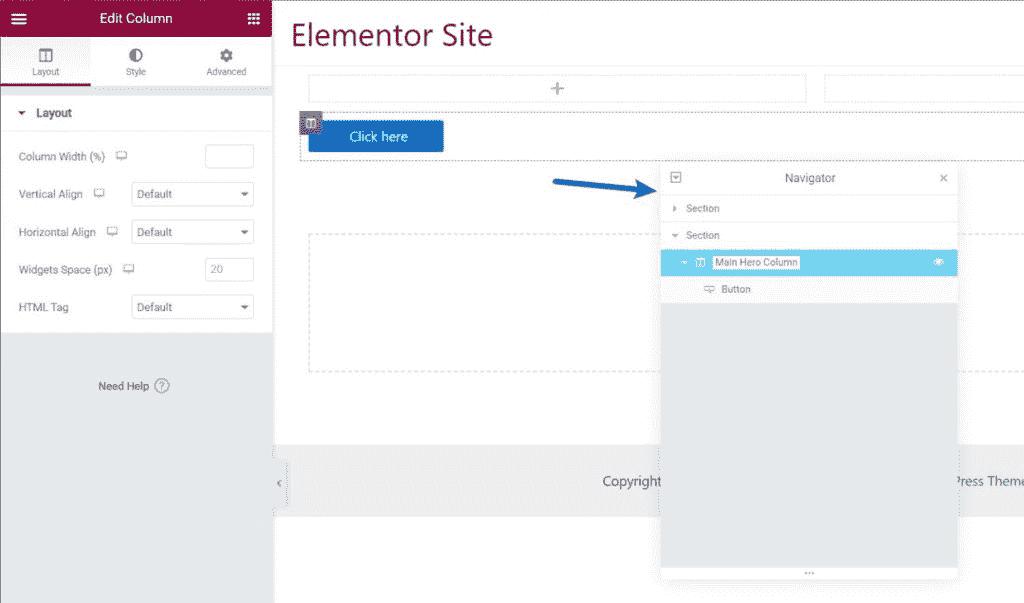 Edit Column
Layout
Style
Advanced
Layout
Column Width (%)
Vertical Align
Default
Horizontal Align
Default
Widgets Space (px)
20
HTML Tag
Default
Need Help
?
Elementor Site
Click here
Navigator
Section
Section
Main Hero Column
Button
Copyright
Press Theme